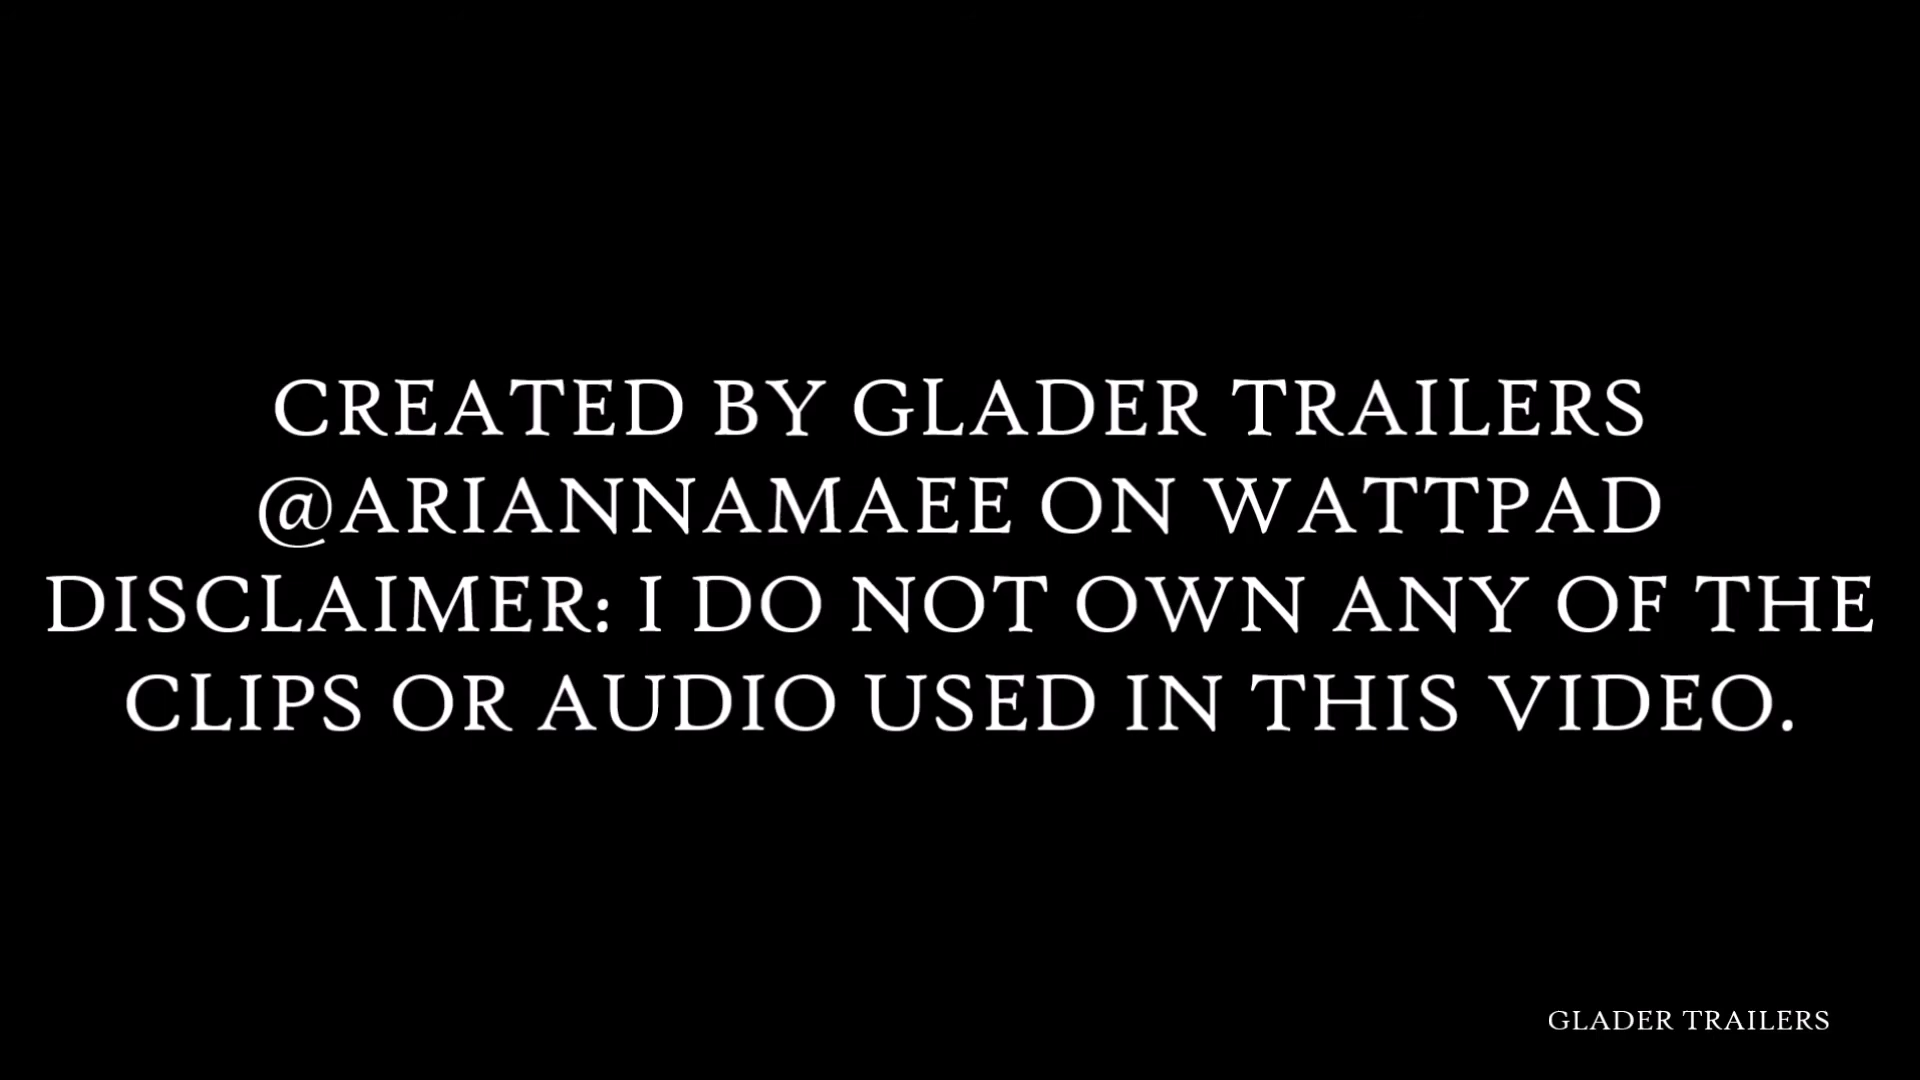 CREATED BY GLADER TRAILERS
@ARIANNAMAEE ON WATTPAD
DISCLAIMER: I DO NOT OWN ANY OF THE
CLIPS OR AUDIO USED IN THIS VIDEO.
GLADER TRAILERS